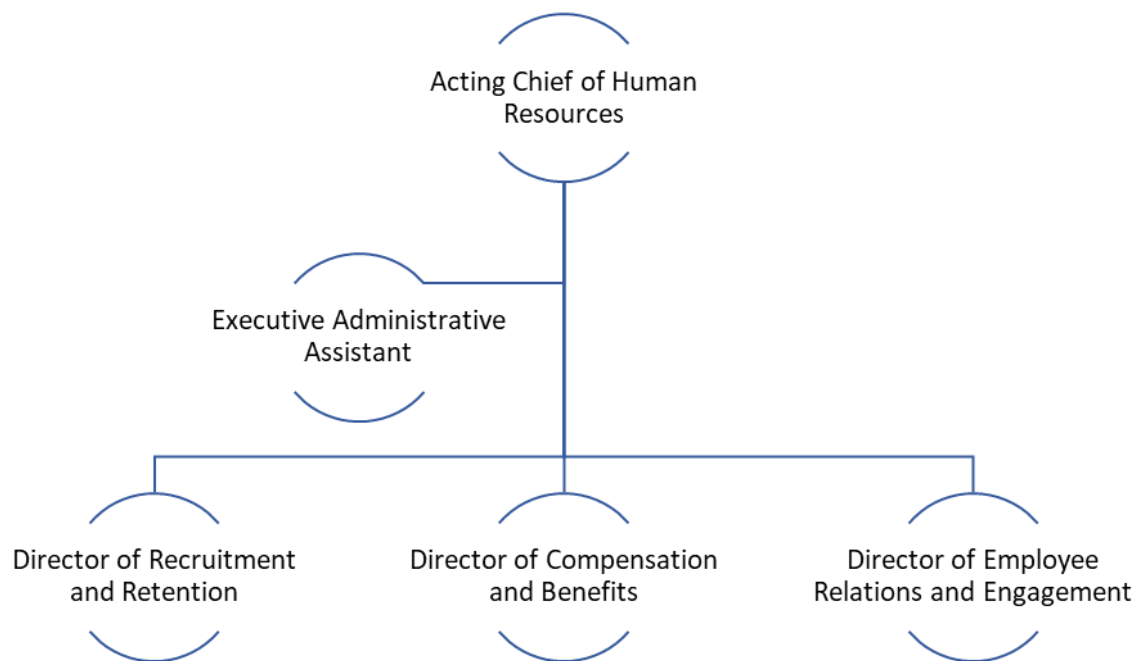 Acting Chief of Human
Resources
Executive Administrative
Assistant
Director of Recruitment
and Retention
Director of Compensation
and Benefits
Director of Employee
Relations and Engagement